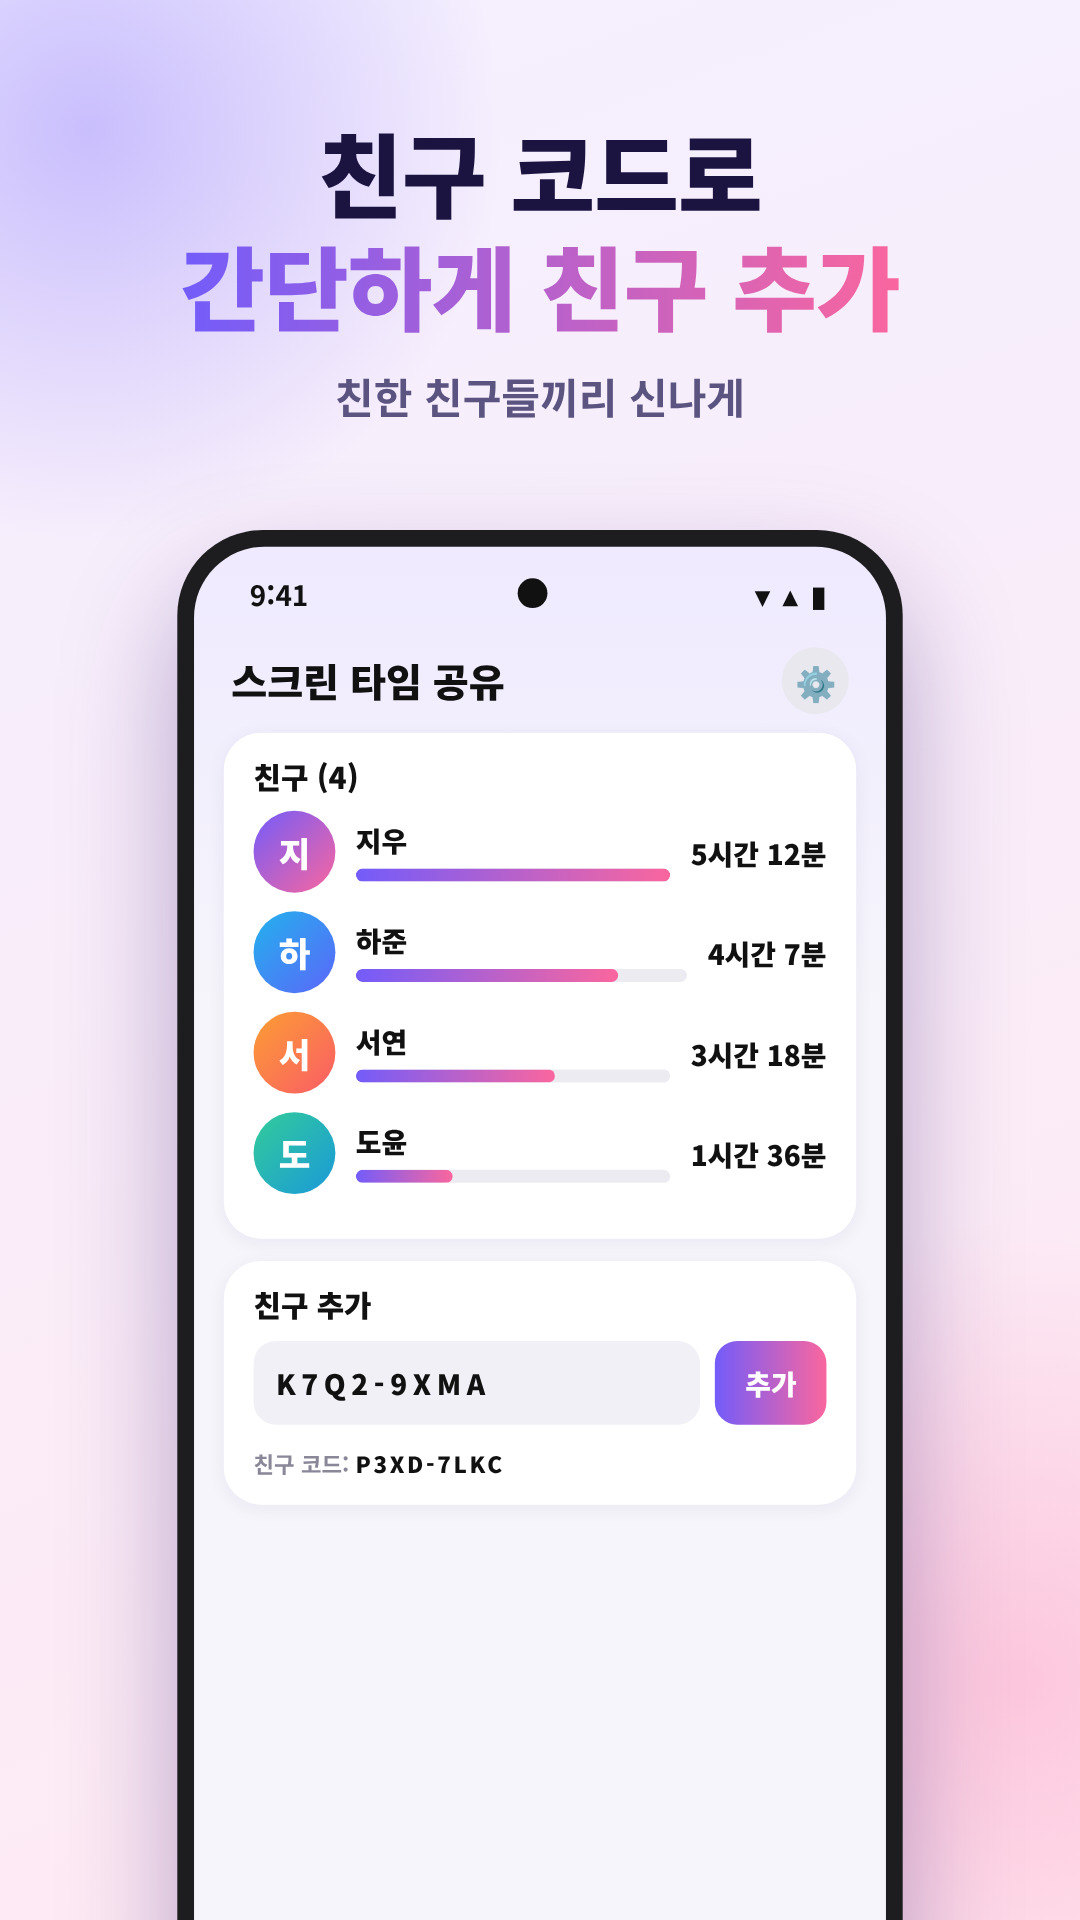 친구 코드로
간단하게 친구 추가
친한 친구들끼리 신나게
9:41
스크린 타임 공유
친구 (4)
지 지우 5시간 12분
하 하준 4시간 7분
서 서연 3시간 18분
도 도윤 1시간 36분
친구 추가
K7Q2-9XMA 추가
친구 코드: P3XD-7LKC